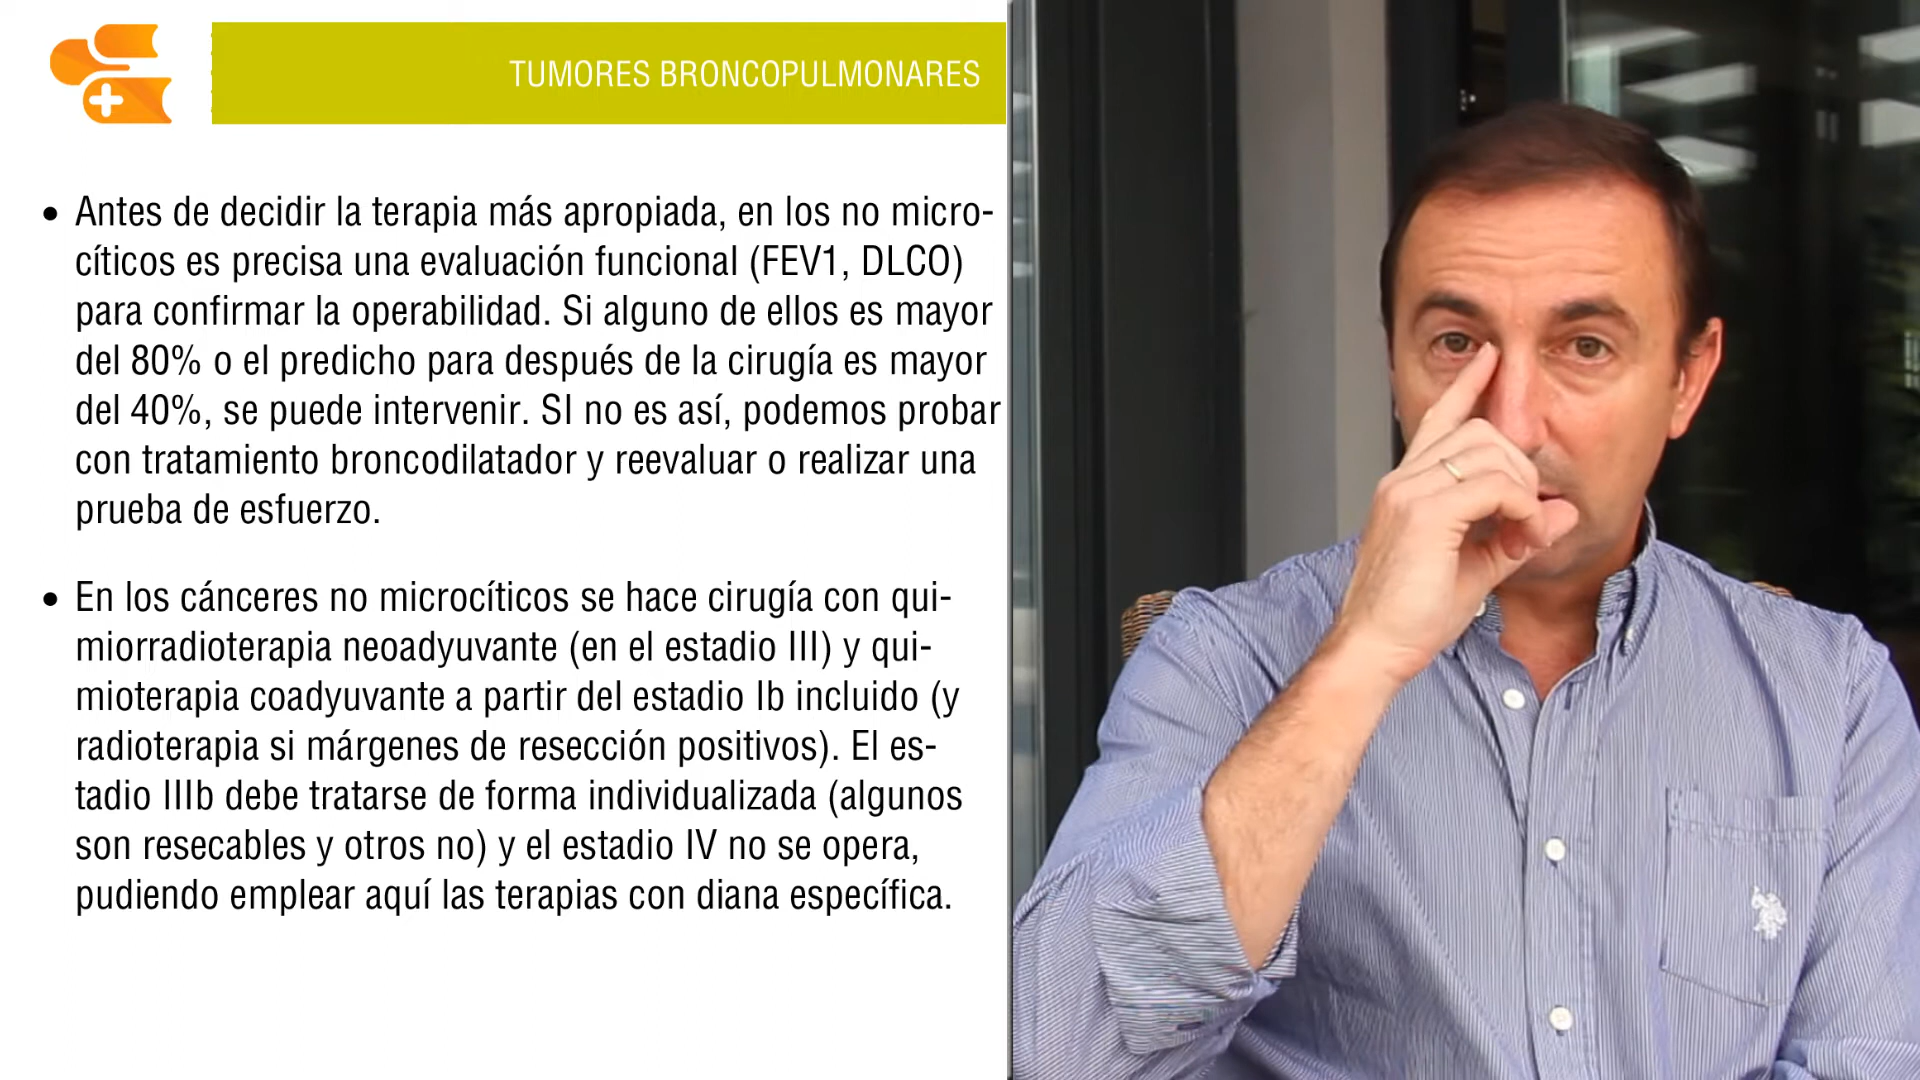 TUMORES BRONCOPULMONARES
• Antes de decidir la terapia más apropiada, en los no micro-
cíticos es precisa una evaluación funcional (FEV1, DLCO)
para confirmar la operabilidad. Si alguno de ellos es mayor
del 80% o el predicho para después de la cirugía es mayor
del 40%, se puede intervenir. SI no es así, podemos probar
con tratamiento broncodilatador y reevaluar o realizar una
prueba de esfuerzo.
• En los cánceres no microcíticos se hace cirugía con qui-
miorradioterapia neoadyuvante (en el estadio III) y qui-
mioterapia coadyuvante a partir del estadio Ib incluido (y
radioterapia si márgenes de resección positivos). El es-
tadio IIIb debe tratarse de forma individualizada (algunos
son resecables y otros no) y el estadio IV no se opera,
pudiendo emplear aquí las terapias con diana específica.